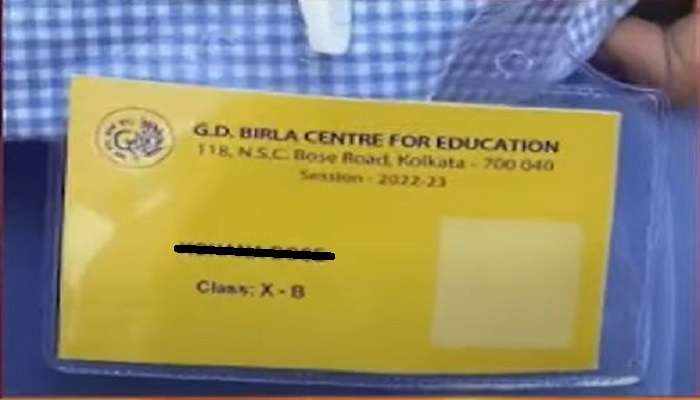 G.D. BIRLA CENTRE FOR EDUCATION
118, N.S.C. Bose Road, Kolkata - 700 040
Session - 2022-23
Class: X - B